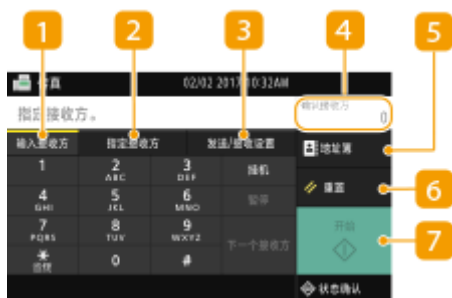 1
2
3
4
5
传真
02/02 2017 10:32AM
指定接收方。
确认接收方
0
输入接收方
指定接收方
发送/接收设置
地址簿
1
2
ABC
3
DEF
挂机
重置
6
4
GHI
5
JKL
6
MNO
暂停
7
PQRS
8
TUV
9
WXYZ
下一个接收方
开始
7
*
音调
0
#
状态确认